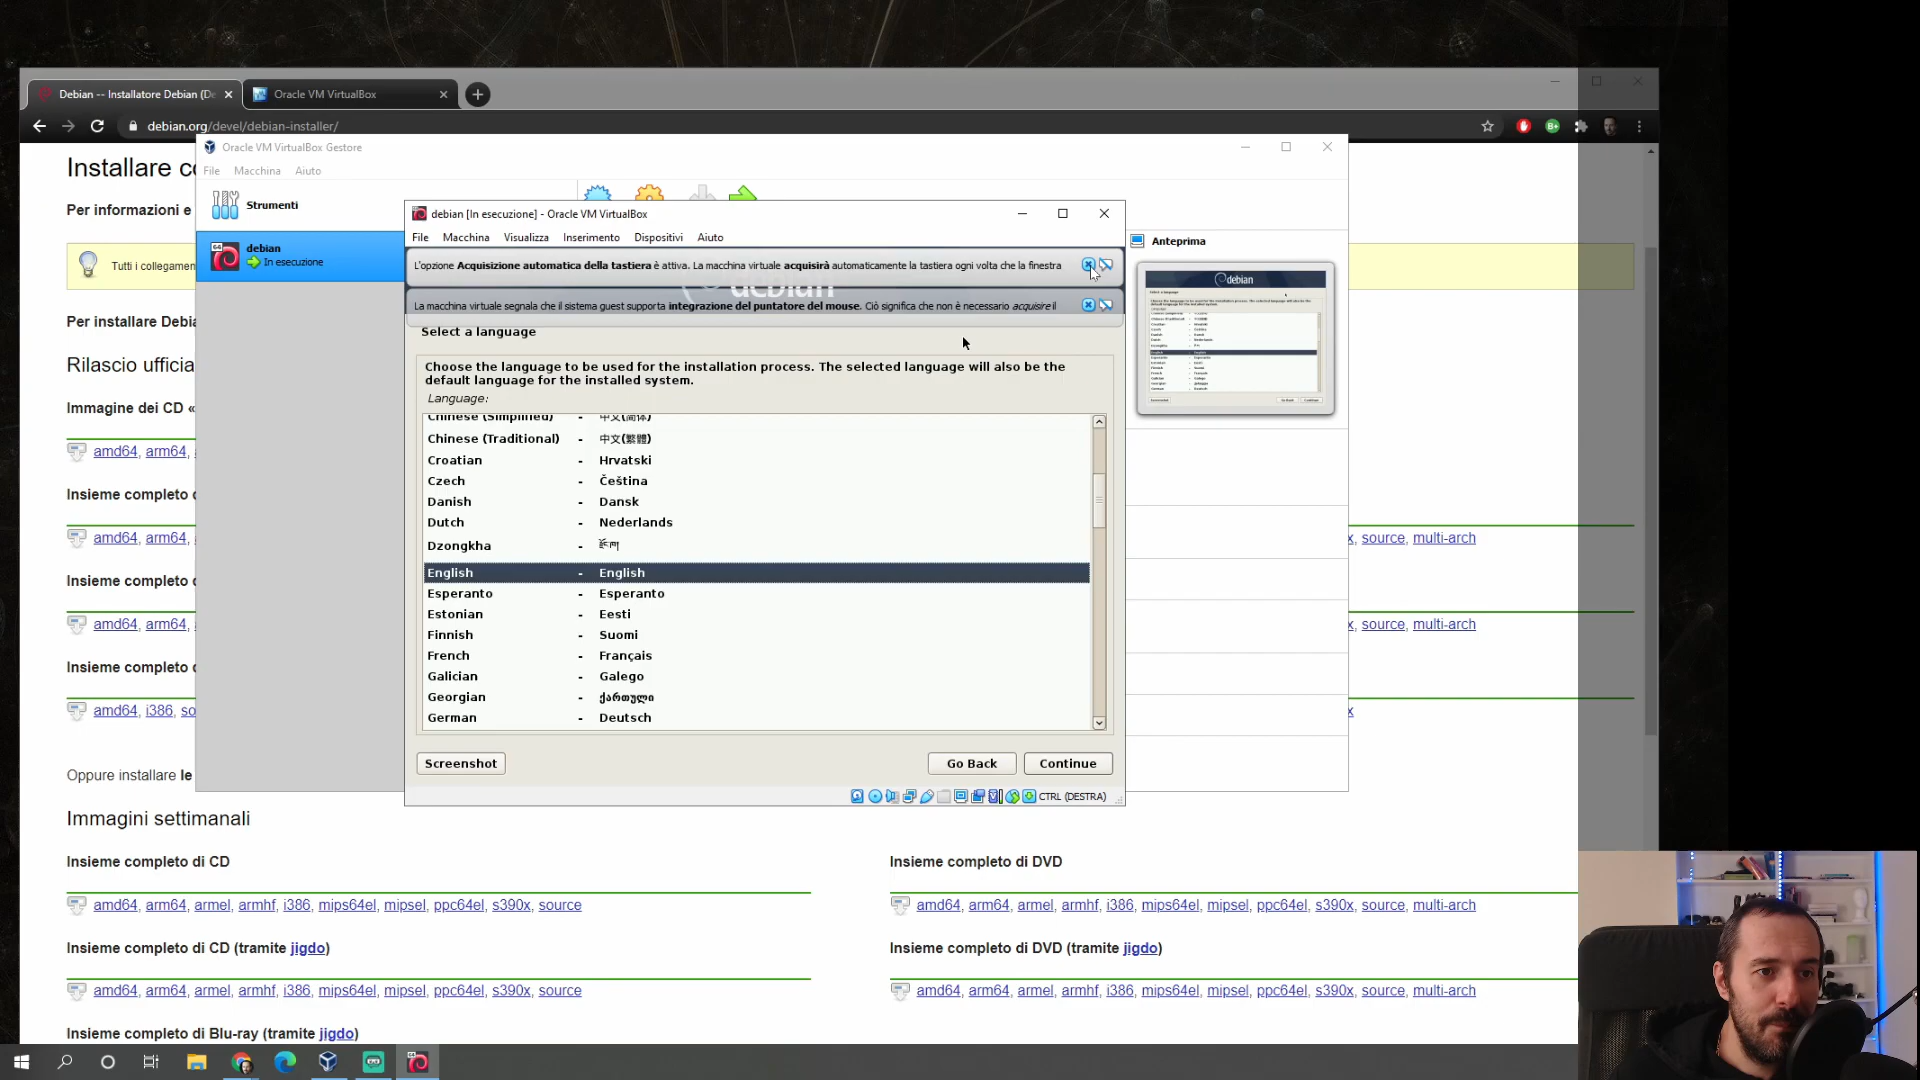 Debian -- Installatore Debian (De
Oracle VM VirtualBox
debian.org/devel/debian-installer/
Installare c
Per informazioni e
Tutti i collegamen
Per installare Debia
Rilascio ufficia
Immagine dei CD «
amd64, arm64,
Insieme completo
amd64, arm64,
Insieme completo
amd64, arm64,
Insieme completo
amd64, i386, so
Oppure installare le
Oracle VM VirtualBox Gestore
File Macchina Aiuto
Strumenti
debian
In esecuzione
64
debian [In esecuzione] - Oracle VM VirtualBox
File Macchina Visualizza Inserimento Dispositivi Aiuto
L'opzione Acquisizione automatica della tastiera è attiva. La macchina virtuale acquisirà automaticamente la tastiera ogni volta che la finestra
La macchina virtuale segnala che il sistema guest supporta integrazione del puntatore del mouse. Ciò significa che non è necessario acquisire il
Select a language
Choose the language to be used for the installation process. The selected language will also be the
default language for the installed system.
Language:
Chinese (Simplified) - 中文(简体)
Chinese (Traditional) - 中文(繁體)
Croatian - Hrvatski
Czech - Čeština
Danish - Dansk
Dutch - Nederlands
Dzongkha - རྫོང་ཁ།
English - English
Esperanto - Esperanto
Estonian - Eesti
Finnish - Suomi
French - Français
Galician - Galego
Georgian - ქართული
German - Deutsch
Screenshot Go Back Continue
CTRL (DESTRA)
Anteprima
debian
x, source, multi-arch
x, source, multi-arch
x
Immagini settimanali
Insieme completo di CD
amd64, arm64, armel, armhf, i386, mips64el, mipsel, ppc64el, s390x, source
Insieme completo di CD (tramite jigdo)
amd64, arm64, armel, armhf, i386, mips64el, mipsel, ppc64el, s390x, source
Insieme completo di Blu-ray (tramite jigdo)
Insieme completo di DVD
amd64, arm64, armel, armhf, i386, mips64el, mipsel, ppc64el, s390x, source, multi-arch
Insieme completo di DVD (tramite jigdo)
amd64, arm64, armel, armhf, i386, mips64el, mipsel, ppc64el, s390x, source, multi-arch